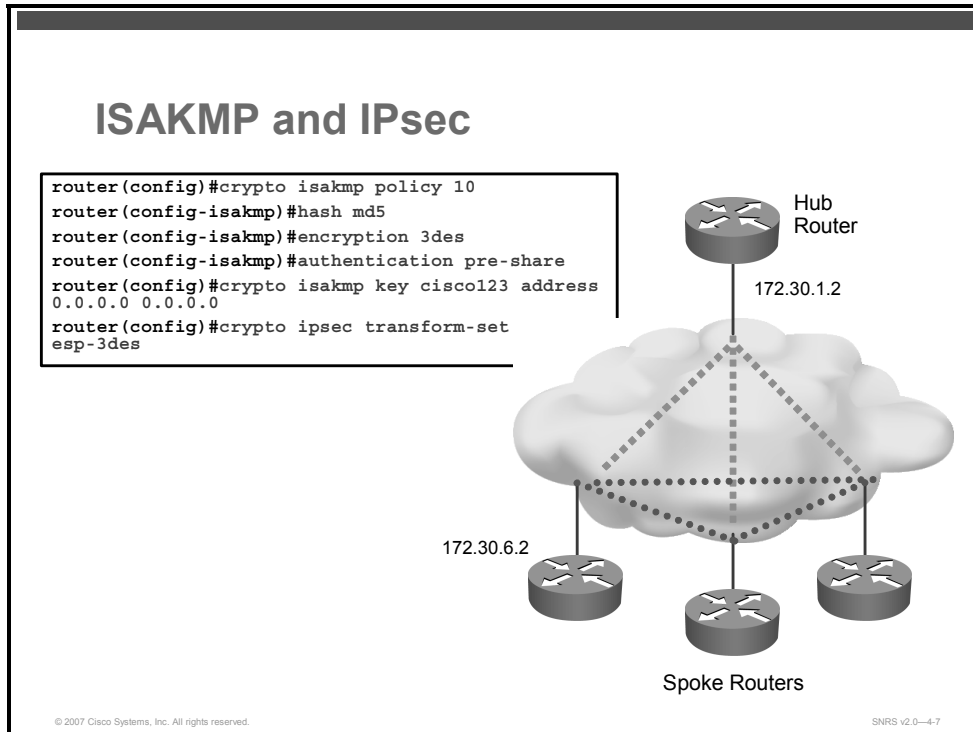 ISAKMP and IPsec
router(config)#crypto isakmp policy 10
router(config-isakmp)#hash md5
router(config-isakmp)#encryption 3des
router(config-isakmp)#authentication pre-share
router(config)#crypto isakmp key cisco123 address
0.0.0.0 0.0.0.0
router(config)#crypto ipsec transform-set
esp-3des
Hub
Router
172.30.1.2
172.30.6.2
Spoke Routers
© 2007 Cisco Systems, Inc. All rights reserved.
SNRS v2.0—4-7